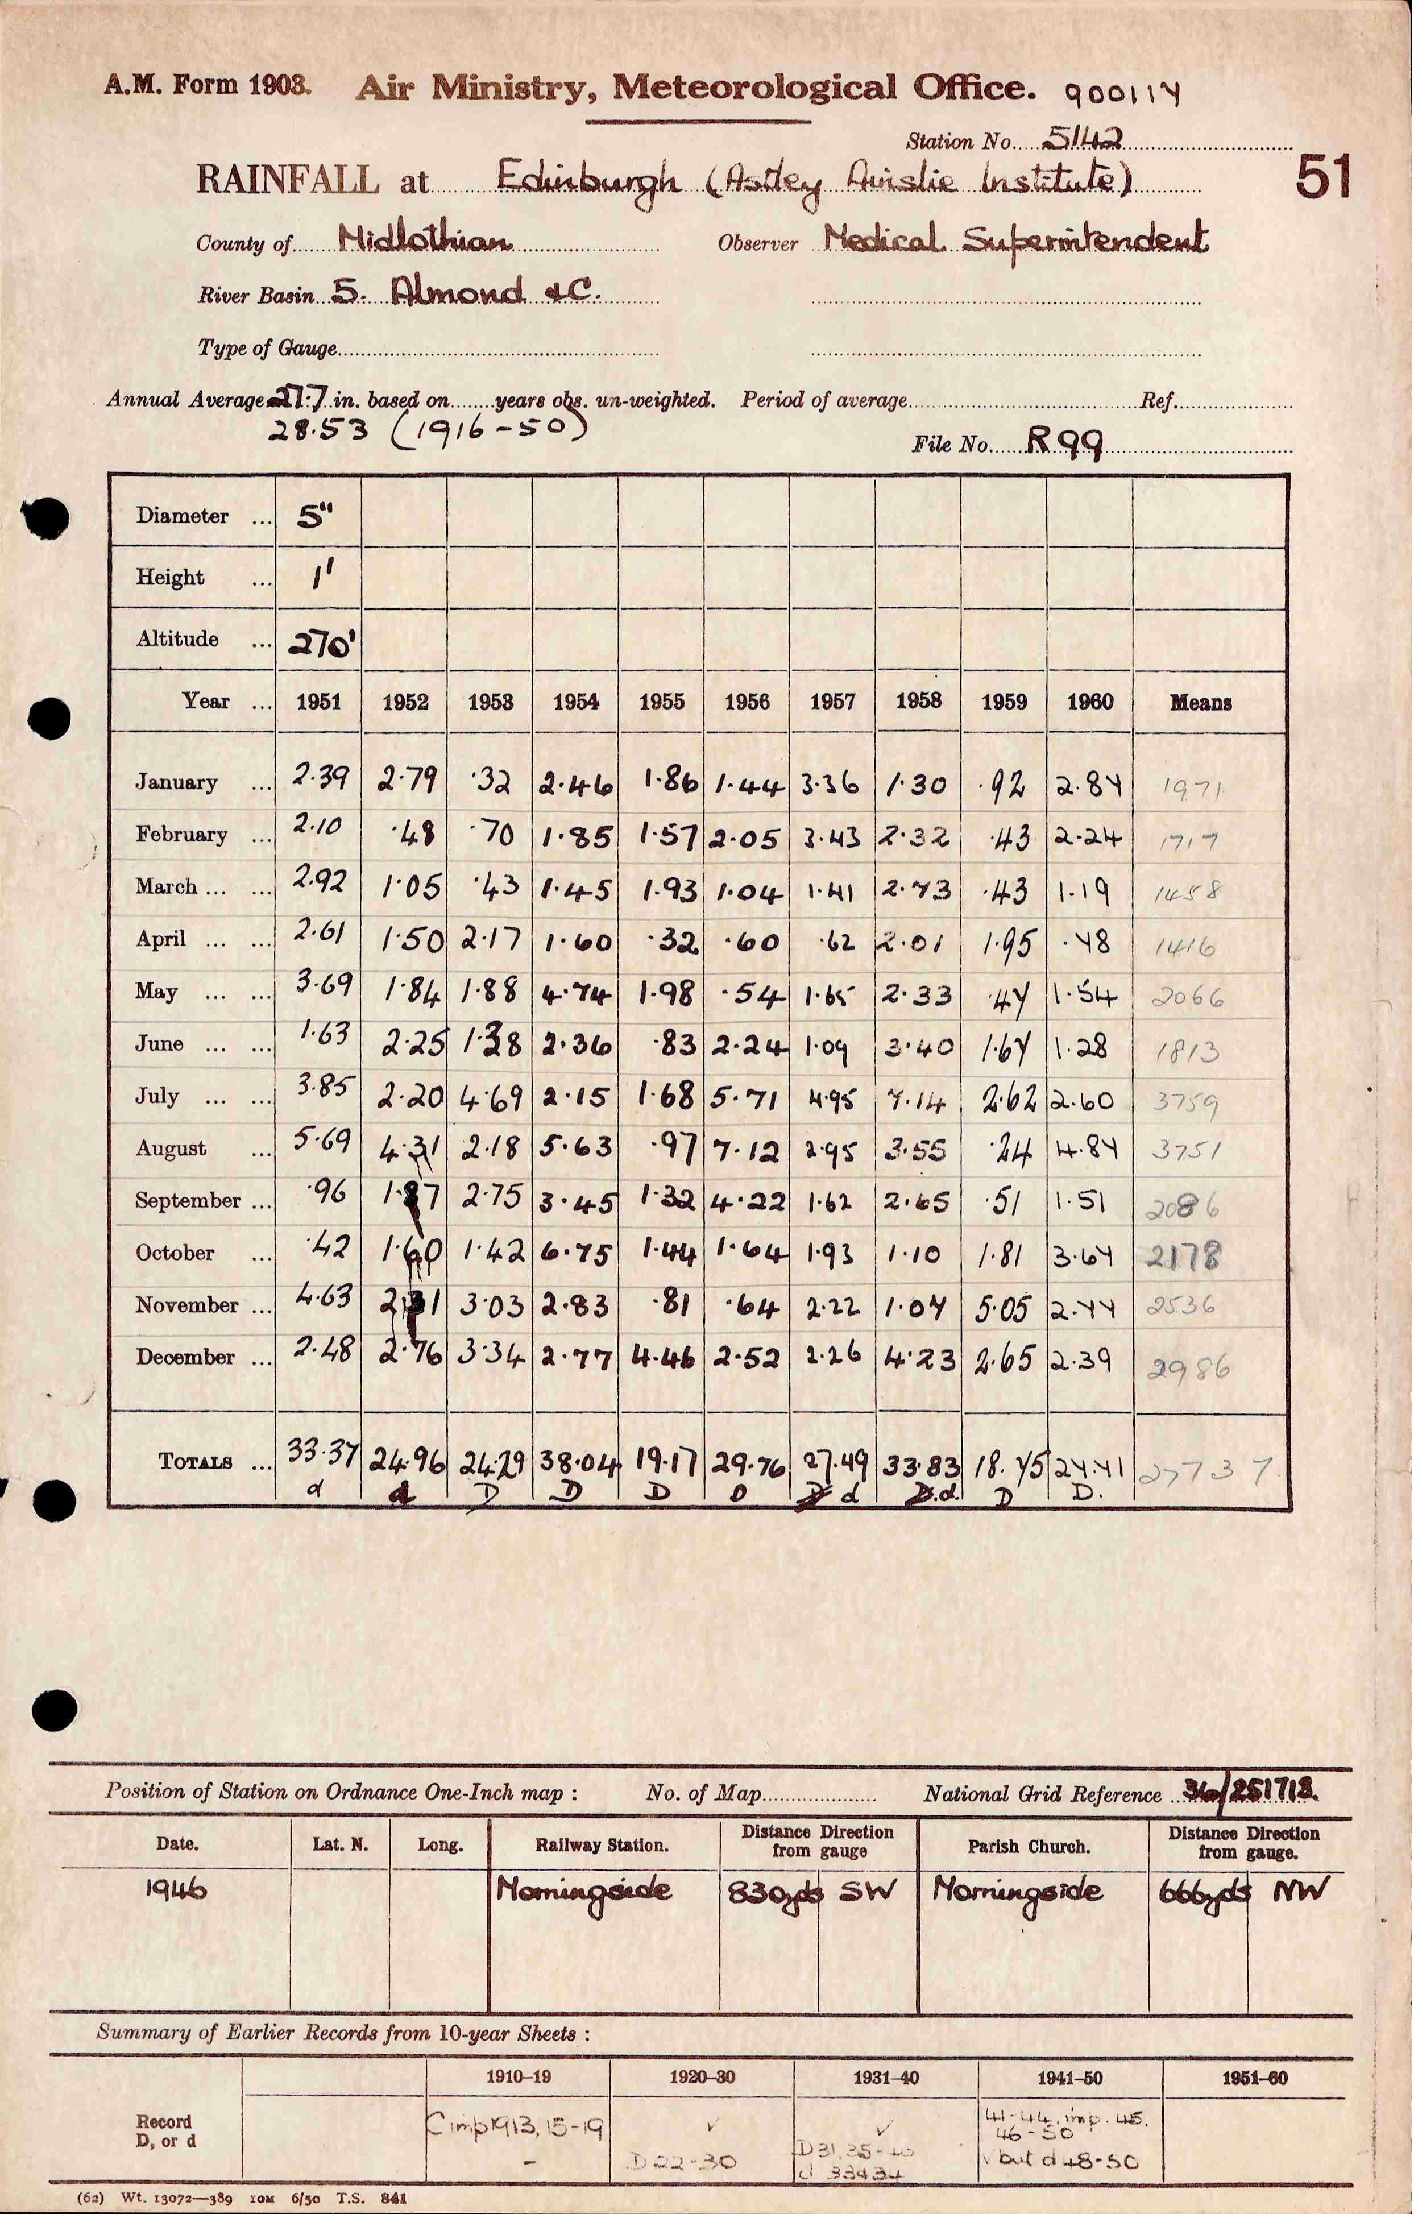 A.M. Form 1903. Air Ministry, Meteorological Office. 900117
Station No. 5142
RAINFALL at Edinburgh (Astley Ainslie Institute) 51
County of Midlothian Observer Medical Superintendent
River Basin 5. Almond &C.
Type of Gauge
Annual Average 27.7 in. based on years obs. un-weighted. Period of average Ref.
28.53 (1916-50)
File No. R99
Diameter ... 5"
Height ... 1'
Altitude ... 270'
Year ... 1951 1952 1953 1954 1955 1956 1957 1958 1959 1960 Means
January ... 2.39 2.79 .32 2.46 1.86 1.44 3.36 1.30 .92 2.87 1971
February ... 2.10 .48 .70 1.85 1.57 2.05 3.43 2.32 .43 2.24 1717
March ... ... 2.92 1.05 .43 1.45 1.93 1.04 1.41 2.73 .43 1.19 1458
April ... ... 2.61 1.50 2.17 1.60 .32 .60 .62 2.01 1.95 .78 1416
May ... ... 3.69 1.84 1.88 4.74 1.98 .54 1.65 2.33 .47 1.54 2066
June ... ... 1.63 2.25 1.38 2.36 .83 2.24 1.09 3.40 1.67 1.28 1813
July ... ... 3.85 2.20 4.69 2.15 1.68 5.71 4.95 7.14 2.62 2.60 3759
August ... 5.69 4.31 2.18 5.63 .97 7.12 2.95 3.55 .24 4.87 3751
September ... .96 1.87 2.75 3.45 1.32 4.22 1.62 2.65 .51 1.51 2086
October ... .42 1.60 1.42 6.75 1.44 1.64 1.93 1.10 1.81 3.67 2178
November ... 4.63 2.31 3.03 2.83 .81 .64 2.22 1.07 5.05 2.77 2536
December ... 2.48 2.76 3.34 2.77 4.46 2.52 2.26 4.23 2.65 2.39 2986
TOTALS ... 33.37 24.96 24.29 38.04 19.17 29.76 27.49 33.83 18.75 27.71 27737
d d D D D D D d D.d. D D.
Position of Station on Ordnance One-Inch map : No. of Map National Grid Reference 36/251718.
Date. Lat. N. Long. Railway Station. Distance Direction from gauge Parish Church. Distance Direction from gauge.
1946 Morningside 830yds SW Morningside 666yds NW
Summary of Earlier Records from 10-year Sheets :
1910-19 1920-30 1931-40 1941-50 1951-60
Record
D, or d
C imp 1913, 15-19 ✓ ✓ 41-44, imp. 45, 46-50
- D 22-30 D31, 35-40 d 33&34 ✓ but d 48-50
(62) Wt. 13072—389 10M 6/50 T.S. 841